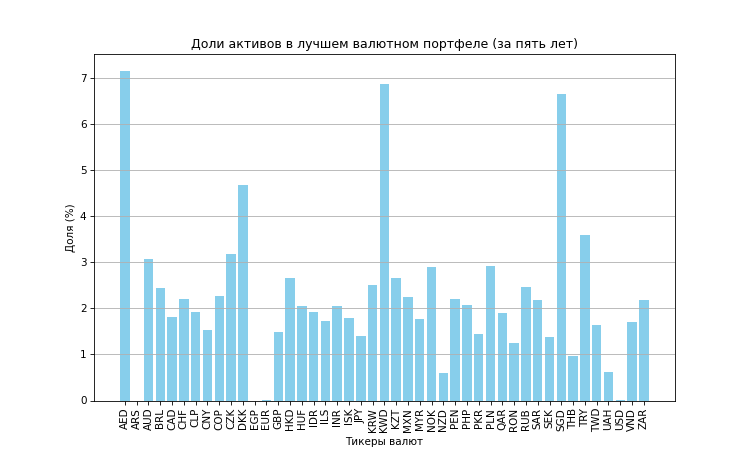 Доли активов в лучшем валютном портфеле (за пять лет)
Доля (%)
7
6
5
4
3
2
1
0
AED ARS AUD BRL CAD CHF CLP CNY COP CZK DKK EGP EUR GBP HKD HUF IDR ILS INR ISK JPY KRW KWD KZT MXN MYR NOK NZD PEN PHP PKR PLN QAR RON RUB SAR SEK SGD THB TRY TWD UAH USD VND ZAR
Тикеры валют